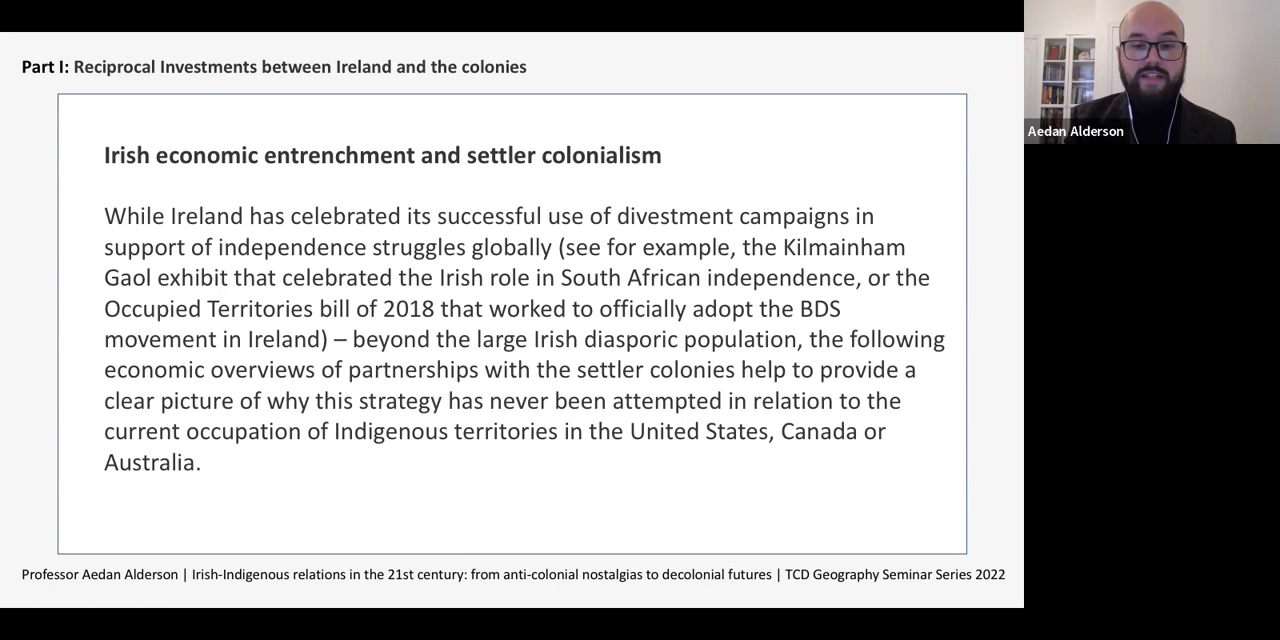 Part I: Reciprocal Investments between Ireland and the colonies
Irish economic entrenchment and settler colonialism
While Ireland has celebrated its successful use of divestment campaigns in
support of independence struggles globally (see for example, the Kilmainham
Gaol exhibit that celebrated the Irish role in South African independence, or the
Occupied Territories bill of 2018 that worked to officially adopt the BDS
movement in Ireland) – beyond the large Irish diasporic population, the following
economic overviews of partnerships with the settler colonies help to provide a
clear picture of why this strategy has never been attempted in relation to the
current occupation of Indigenous territories in the United States, Canada or
Australia.
Professor Aedan Alderson | Irish-Indigenous relations in the 21st century: from anti-colonial nostalgias to decolonial futures | TCD Geography Seminar Series 2022
Aedan Alderson